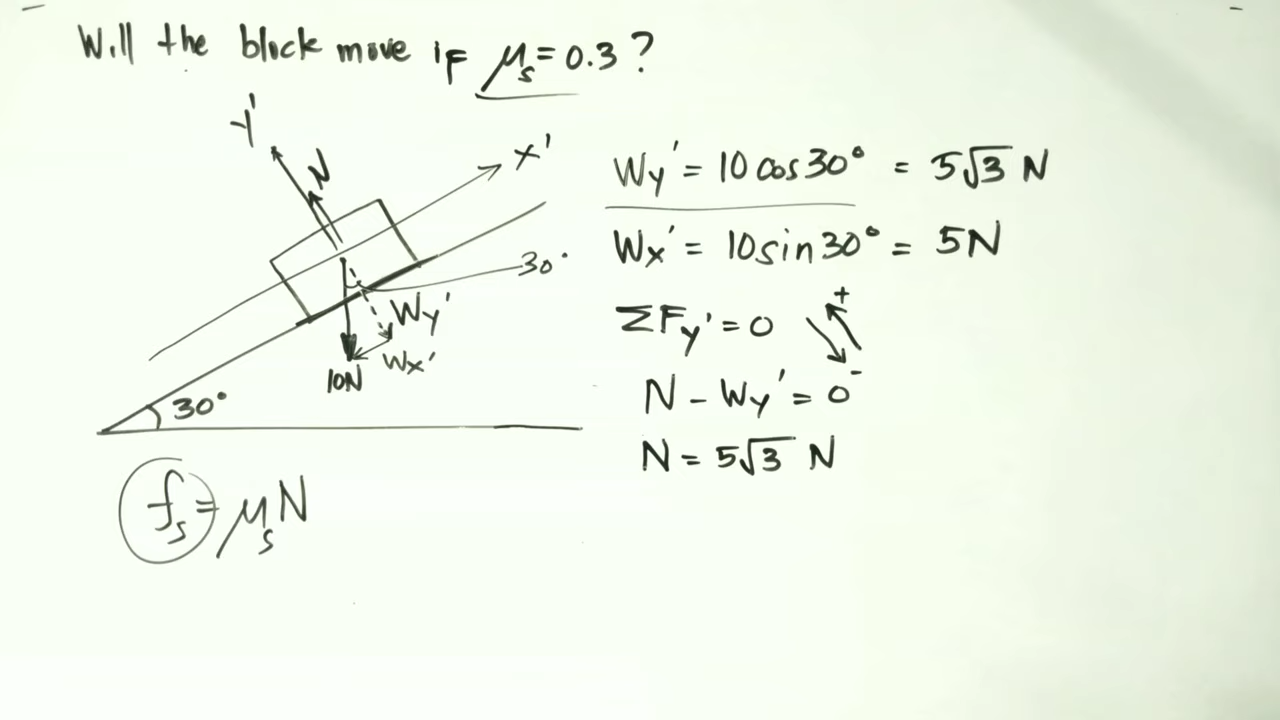 Will the block move if μs = 0.3 ?
Y'
N
X'
30°
Wy'
Wx'
10N
30°
fs = μsN
Wy' = 10 cos 30° = 5√3 N
Wx' = 10 sin 30° = 5N
ΣFy' = 0
+
-
N - Wy' = 0
N = 5√3 N